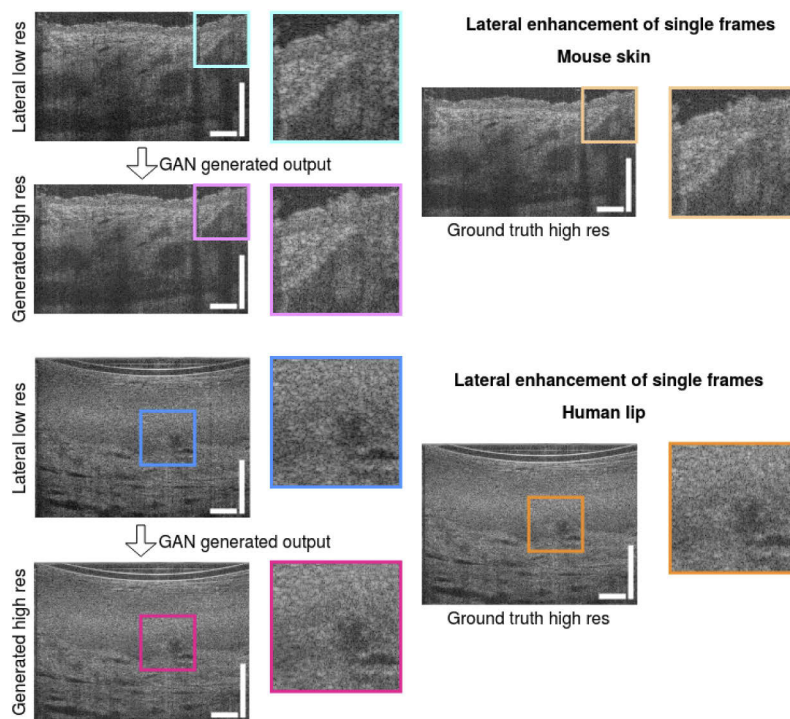 Lateral enhancement of single frames
Mouse skin
Lateral low res
GAN generated output
Generated high res
Ground truth high res
Lateral enhancement of single frames
Human lip
Lateral low res
GAN generated output
Generated high res
Ground truth high res